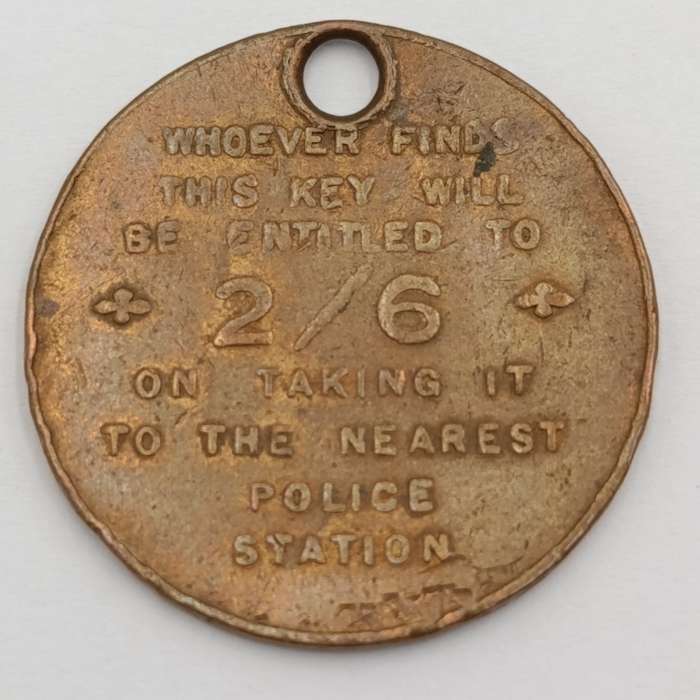 WHOEVER FINDS
THIS KEY WILL
BE ENTITLED TO
2/6
ON TAKING IT
TO THE NEAREST
POLICE
STATION